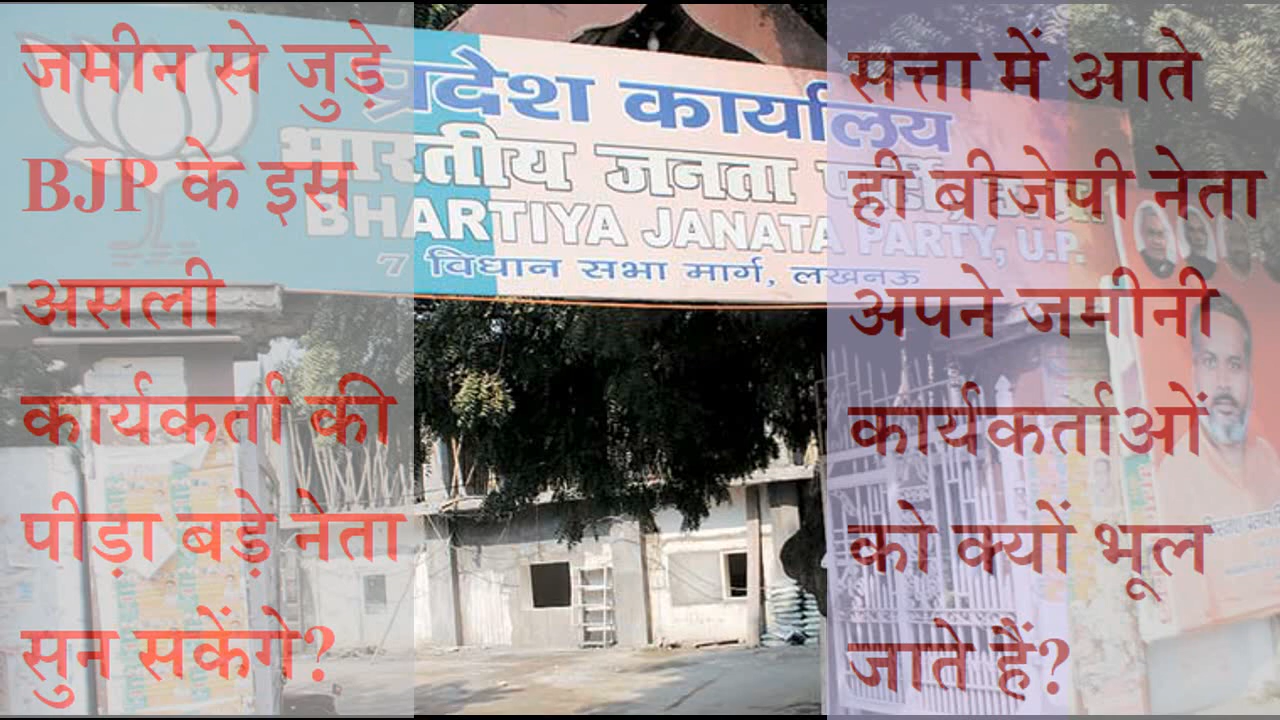 जमीन से जुड़े
BJP के इस
असली
कार्यकर्ता की
पीड़ा बड़े नेता
सुन सकेंगे?
प्रदेश कार्यालय
भारतीय जनता पार्टी, उ.प्र.
BHARTIYA JANATA PARTY, U.P.
7 विधान सभा मार्ग, लखनऊ
सत्ता में आते
ही बीजेपी नेता
अपने जमीनी
कार्यकर्ताओं
को क्यों भूल
जाते हैं?